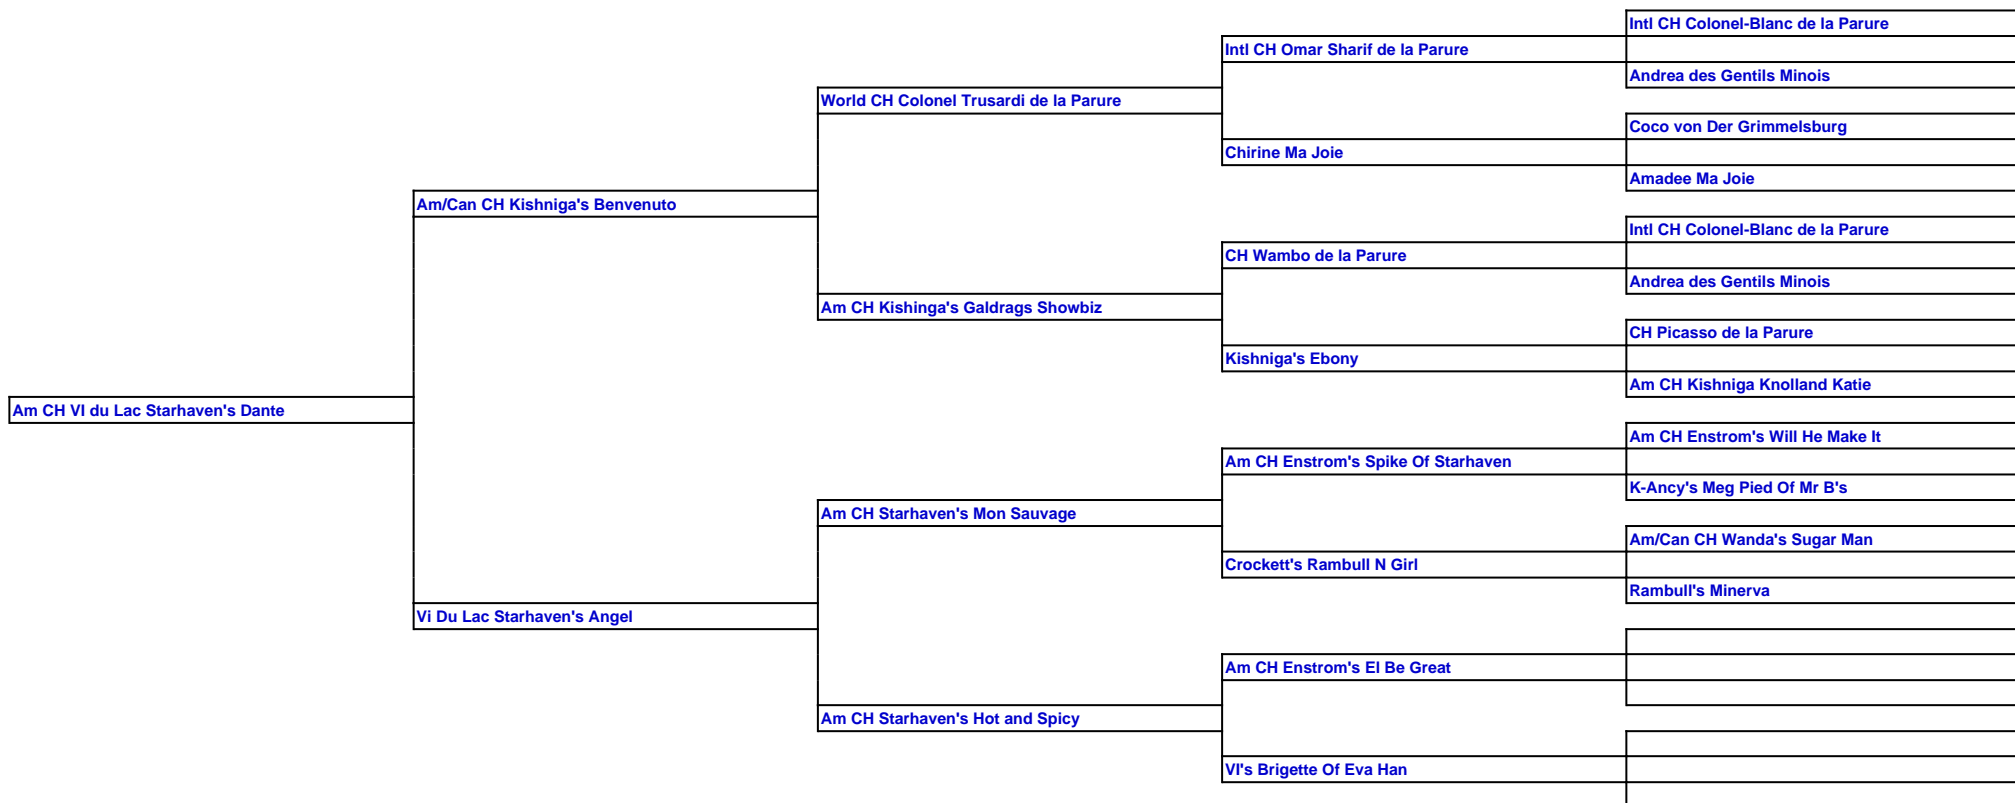 Intl CH Colonel-Blanc de la Parure
Intl CH Omar Sharif de la Parure
Andrea des Gentils Minois
World CH Colonel Trusardi de la Parure
Coco von Der Grimmelsburg
Chirine Ma Joie
Amadee Ma Joie
Am/Can CH Kishniga's Benvenuto
Intl CH Colonel-Blanc de la Parure
CH Wambo de la Parure
Andrea des Gentils Minois
Am CH Kishinga's Galdrags Showbiz
CH Picasso de la Parure
Kishniga's Ebony
Am CH Kishniga Knolland Katie
Am CH VI du Lac Starhaven's Dante
Am CH Enstrom's Will He Make It
Am CH Enstrom's Spike Of Starhaven
K-Ancy's Meg Pied Of Mr B's
Am CH Starhaven's Mon Sauvage
Am/Can CH Wanda's Sugar Man
Crockett's Rambull N Girl
Rambull's Minerva
Vi Du Lac Starhaven's Angel
Am CH Enstrom's El Be Great
Am CH Starhaven's Hot and Spicy
VI's Brigette Of Eva Han